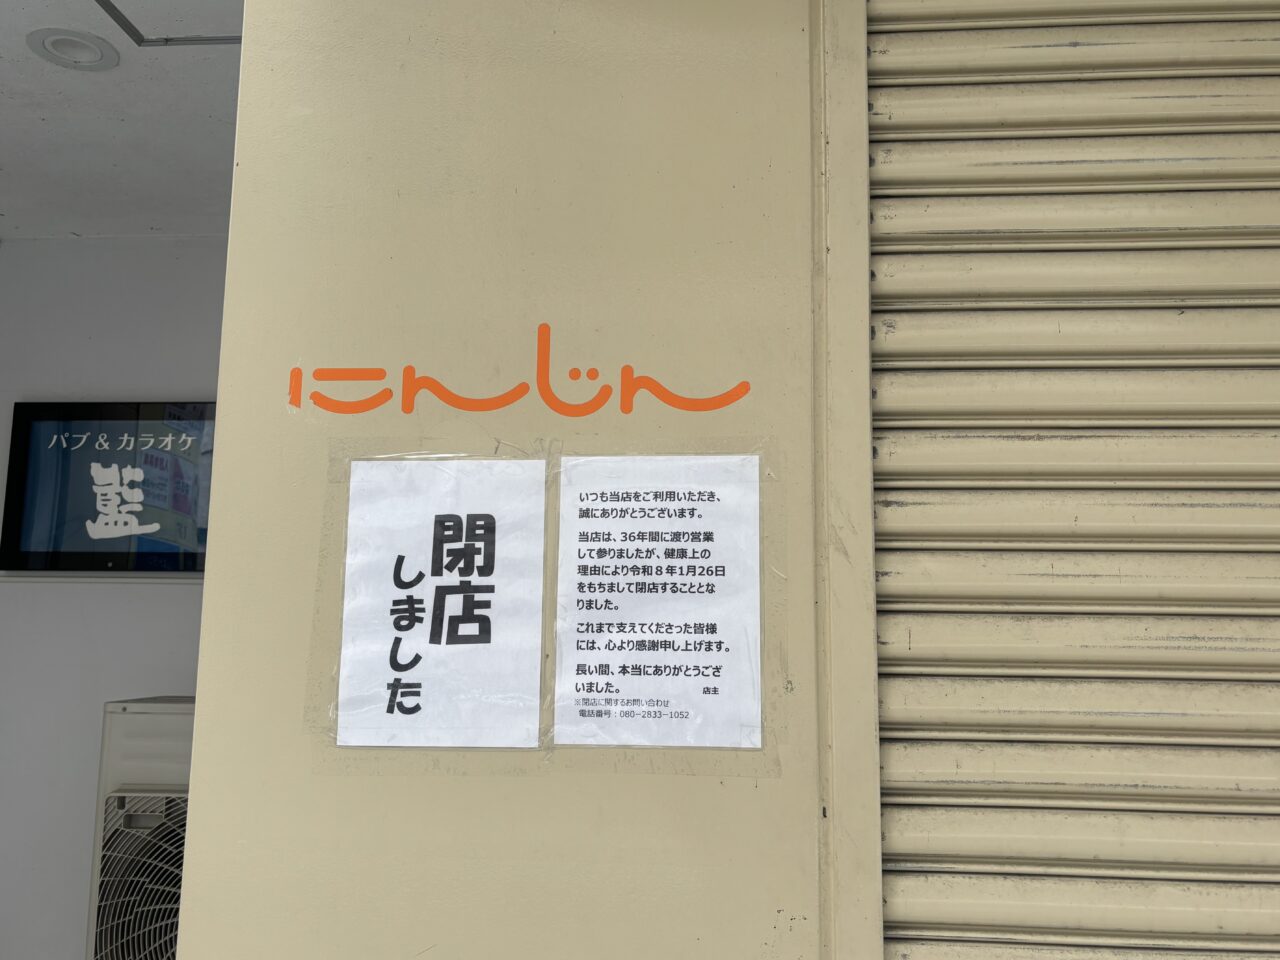 にんじん
パブ & カラオケ
藍
閉店
しました
いつも当店をご利用いただき、
誠にありがとうございます。
当店は、36年間に渡り営業
して参りましたが、健康上の
理由により令和8年1月26日
をもちまして閉店することとな
りました。
これまで支えてくださった皆様
には、心より感謝申し上げます。
長い間、本当にありがとうござ
いました。
店主
※閉店に関するお問い合わせ
電話番号：080−2833−1052